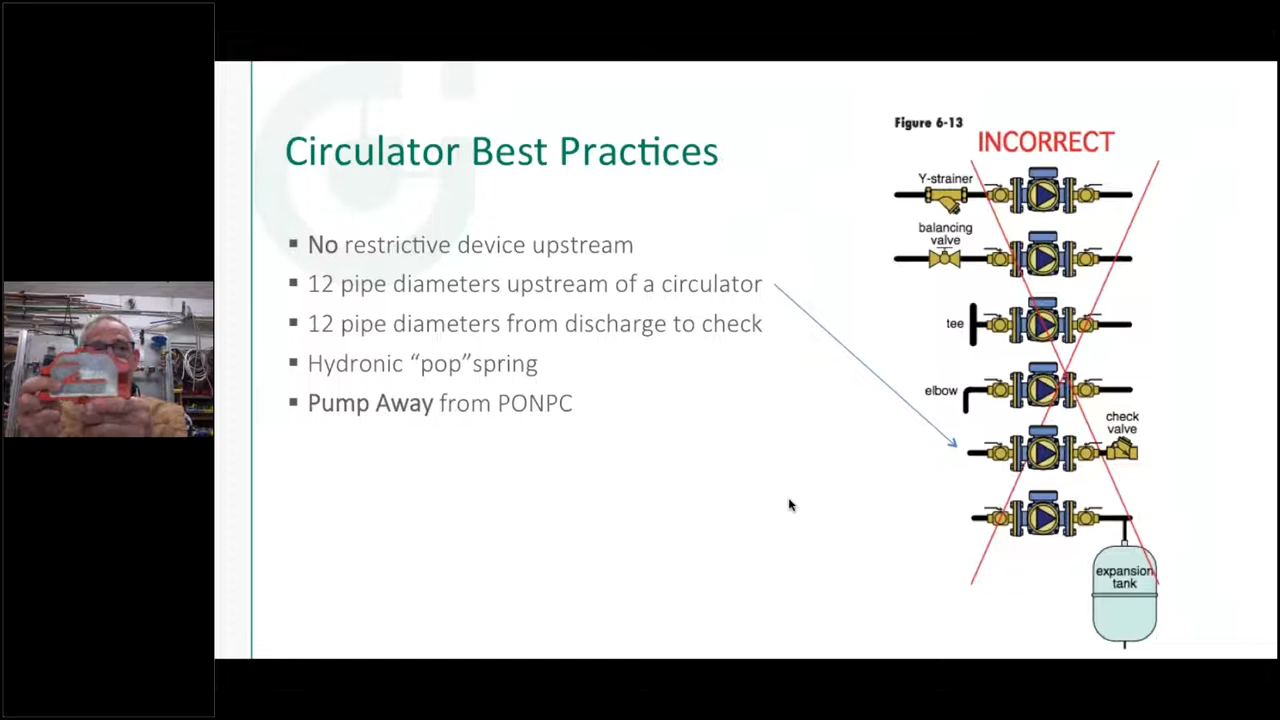 Circulator Best Practices
No restrictive device upstream
12 pipe diameters upstream of a circulator
12 pipe diameters from discharge to check
Hydronic “pop”spring
Pump Away from PONPC
Figure 6-13
INCORRECT
Y-strainer
balancing
valve
tee
elbow
check
valve
expansion
tank